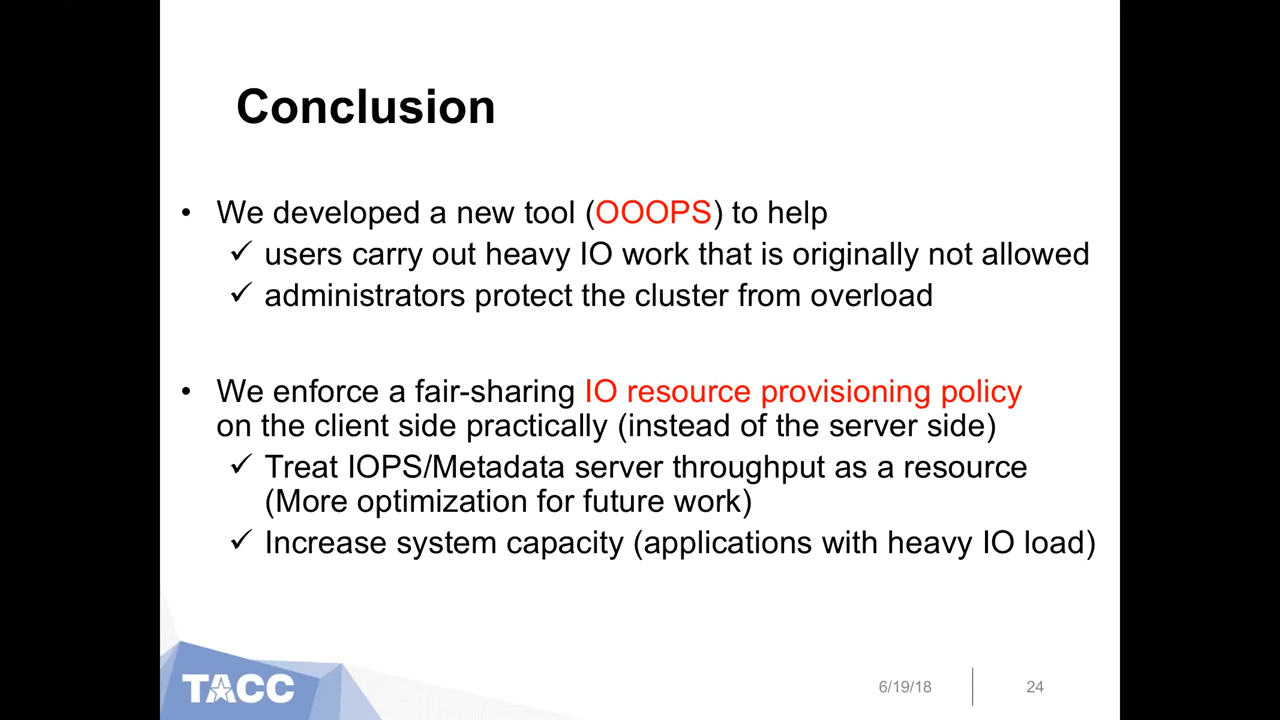 Conclusion
• We developed a new tool (OOOPS) to help
✓ users carry out heavy IO work that is originally not allowed
✓ administrators protect the cluster from overload
• We enforce a fair-sharing IO resource provisioning policy
on the client side practically (instead of the server side)
✓ Treat IOPS/Metadata server throughput as a resource
(More optimization for future work)
✓ Increase system capacity (applications with heavy IO load)
TACC
6/19/18
24